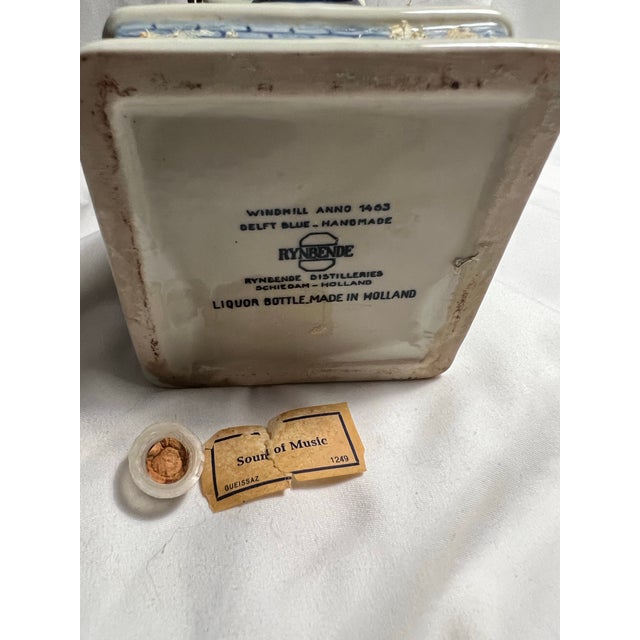 WINDMILL ANNO 1463
DELFT BLUE - HANDMADE
RYNBENDE
RYNBENDE DISTILLERIES
SCHIEDAM - HOLLAND
LIQUOR BOTTLE, MADE IN HOLLAND
Sound of Music
GUEISSAZ 1249